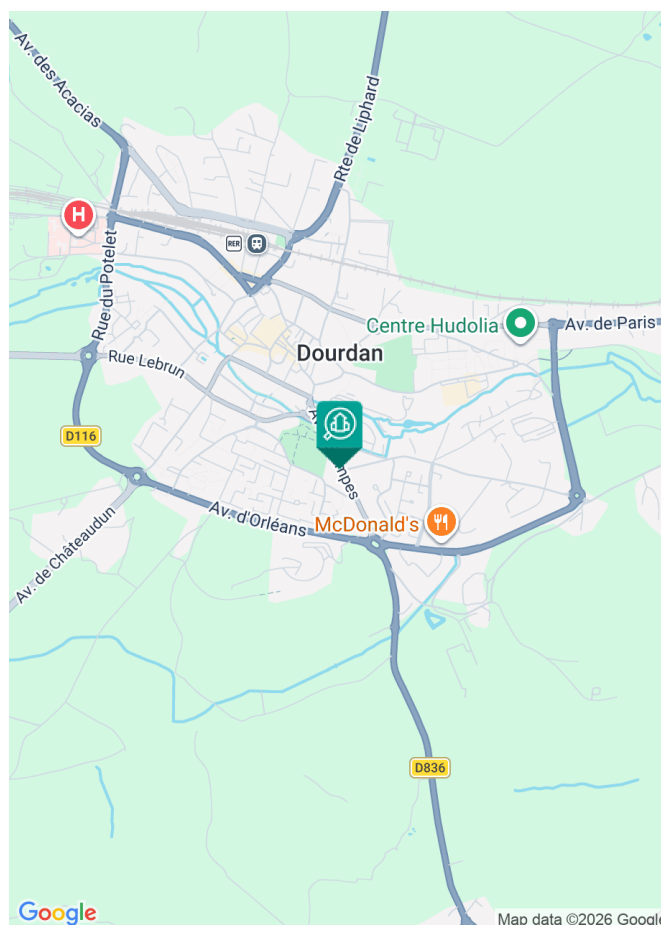 Av. des Acacias
Rte de Liphard
H
RER
Rue du Potelet
Centre Hudolia
Av. de Paris
Dourdan
Rue Lebrun
D116
McDonald's
Av. d'Orléans
Av. de Châteaudun
D836
Google
Map data ©2026 Google